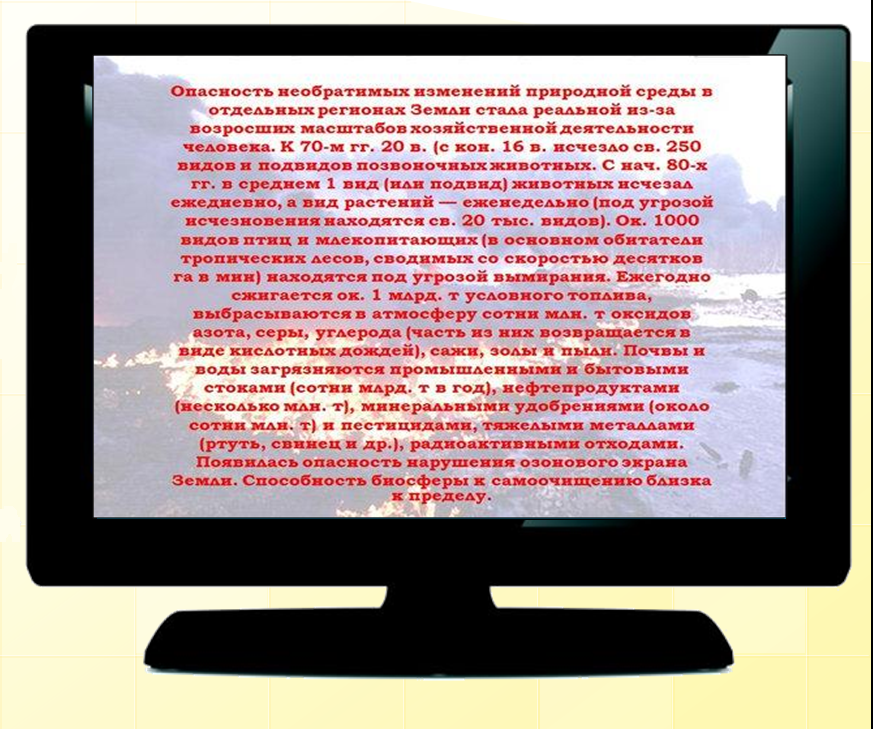 Опасность необратимых изменений природной среды в
отдельных регионах Земли стала реальной из-за
возросших масштабов хозяйственной деятельности
человека. К 70-м гг. 20 в. (с кон. 16 в. исчезло св. 250
видов и подвидов позвоночных животных. С нач. 80-х
гг. в среднем 1 вид (или подвид) животных исчезал
ежедневно, а вид растений — еженедельно (под угрозой
исчезновения находятся св. 20 тыс. видов). Ок. 1000
видов птиц и млекопитающих (в основном обитатели
тропических лесов, сводимых со скоростью десятков
га в мин) находятся под угрозой вымирания. Ежегодно
сжигается ок. 1 млрд. т условного топлива,
выбрасываются в атмосферу сотни млн. т оксидов
азота, серы, углерода (часть из них возвращается в
виде кислотных дождей), сажи, золы и пыли. Почвы и
воды загрязняются промышленными и бытовыми
стоками (сотни млрд. т в год), нефтепродуктами
(несколько млн. т), минеральными удобрениями (около
сотни млн. т) и пестицидами, тяжелыми металлами
(ртуть, свинец и др.), радиоактивными отходами.
Появилась опасность нарушения озонового экрана
Земли. Способность биосферы к самоочищению близка
к пределу.